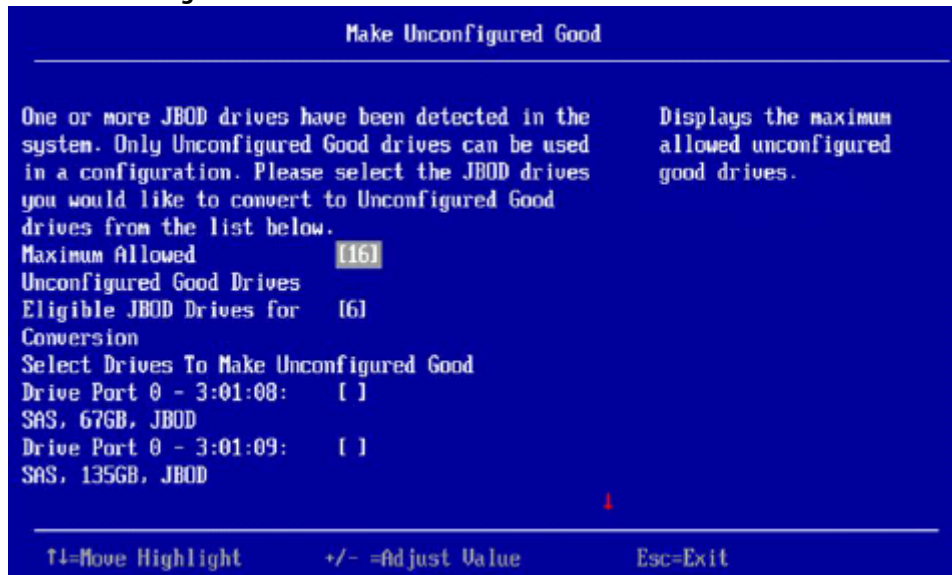 Make Unconfigured Good
One or more JBOD drives have been detected in the
system. Only Unconfigured Good drives can be used
in a configuration. Please select the JBOD drives
you would like to convert to Unconfigured Good
drives from the list below.
Displays the maximum
allowed unconfigured
good drives.
Maximum Allowed [16]
Unconfigured Good Drives
Eligible JBOD Drives for [6]
Conversion
Select Drives To Make Unconfigured Good
Drive Port 0 - 3:01:08: [ ]
SAS, 67GB, JBOD
Drive Port 0 - 3:01:09: [ ]
SAS, 135GB, JBOD
↓
↑↓=Move Highlight +/- =Adjust Value Esc=Exit